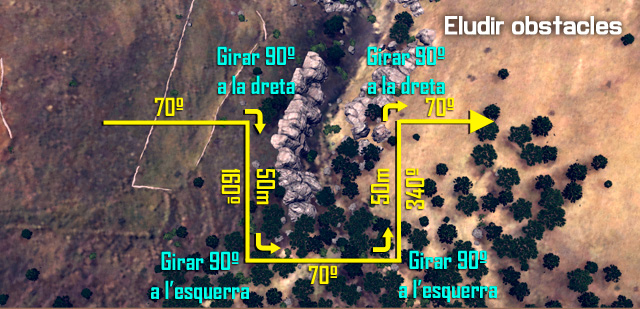 Eludir obstacles
Girar 90º
a la dreta
Girar 90º
a la dreta
70º
70º
160º
50m
50m
340º
Girar 90º
a l'esquerra
70º
Girar 90º
a l'esquerra